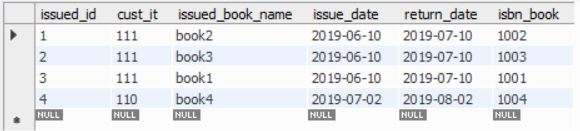 issued_id cust_it issued_book_name issue_date return_date isbn_book
1 111 book2 2019-06-10 2019-07-10 1002
2 111 book3 2019-06-10 2019-07-10 1003
3 111 book1 2019-06-10 2019-07-10 1001
4 110 book4 2019-07-02 2019-08-02 1004
NULL NULL NULL NULL NULL NULL